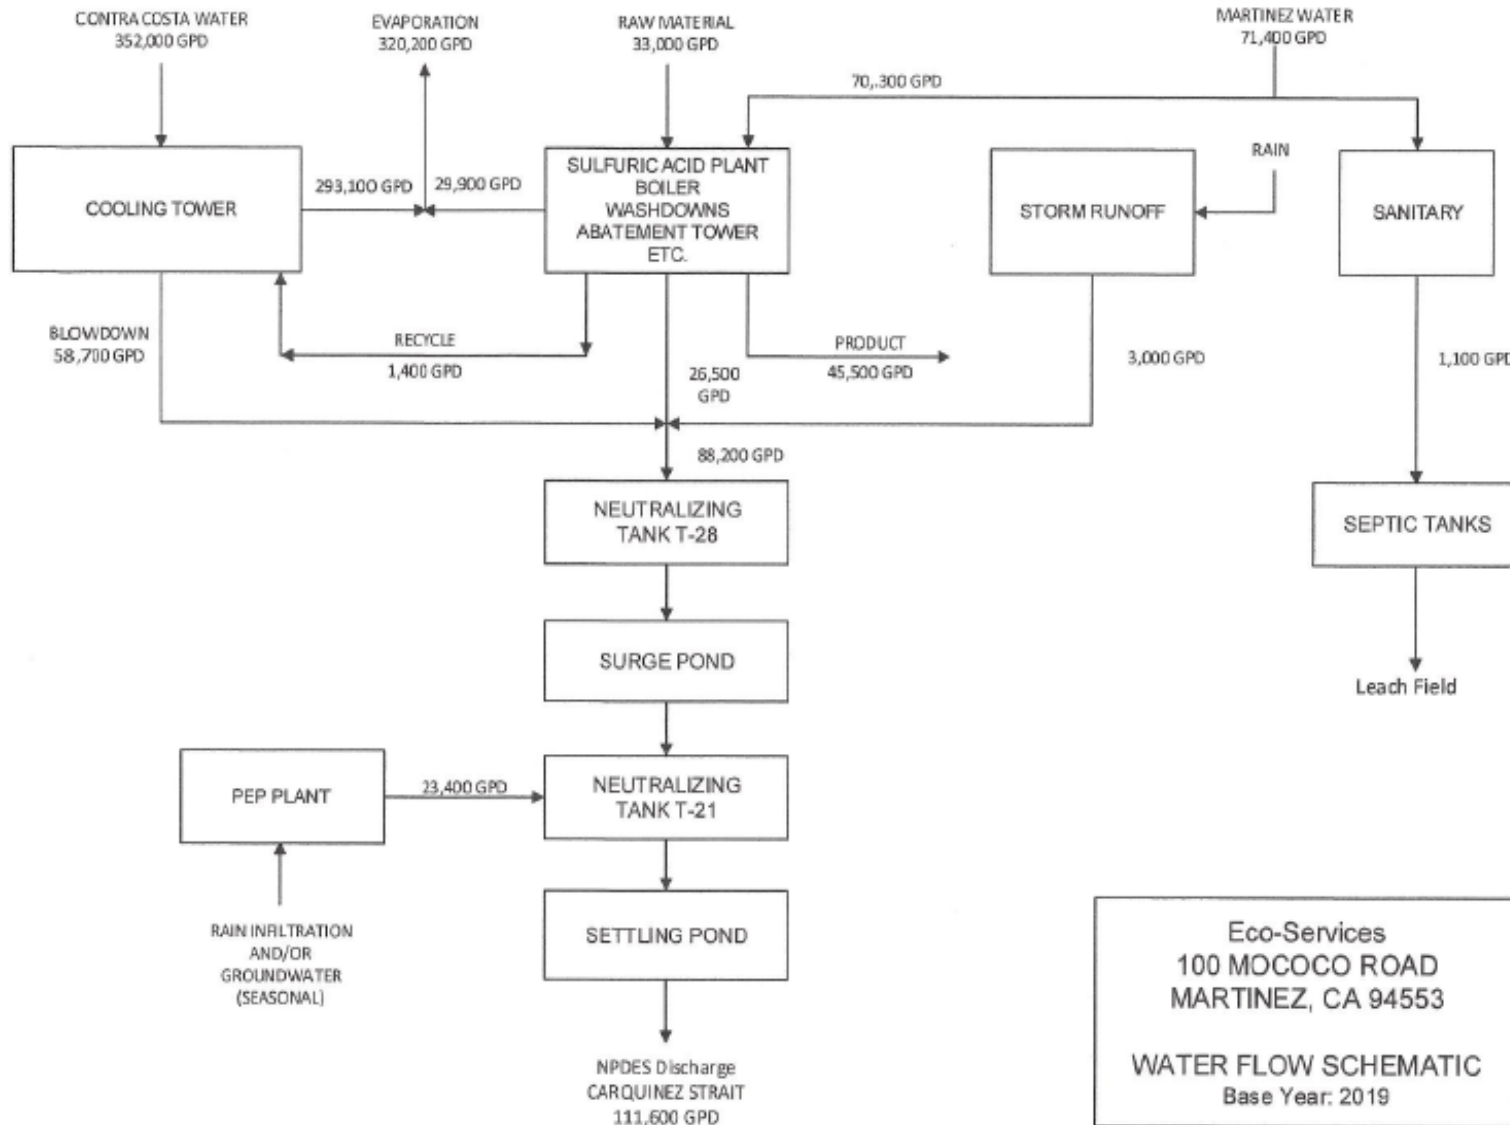 CONTRA COSTA WATER
352,000 GPD
EVAPORATION
320,200 GPD
RAW MATERIAL
33,000 GPD
MARTINEZ WATER
71,400 GPD
70,.300 GPD
RAIN
COOLING TOWER
293,100 GPD
29,900 GPD
SULFURIC ACID PLANT
BOILER
WASHDOWNS
ABATEMENT TOWER
ETC.
STORM RUNOFF
SANITARY
BLOWDOWN
58,700 GPD
RECYCLE
1,400 GPD
26,500
GPD
PRODUCT
45,500 GPD
3,000 GPD
1,100 GPD
88,200 GPD
NEUTRALIZING
TANK T-28
SEPTIC TANKS
SURGE POND
Leach Field
PEP PLANT
23,400 GPD
NEUTRALIZING
TANK T-21
RAIN INFILTRATION
AND/OR
GROUNDWATER
(SEASONAL)
SETTLING POND
NPDES Discharge
CARQUINEZ STRAIT
111,600 GPD
Eco-Services
100 MOCOCO ROAD
MARTINEZ, CA 94553
WATER FLOW SCHEMATIC
Base Year: 2019